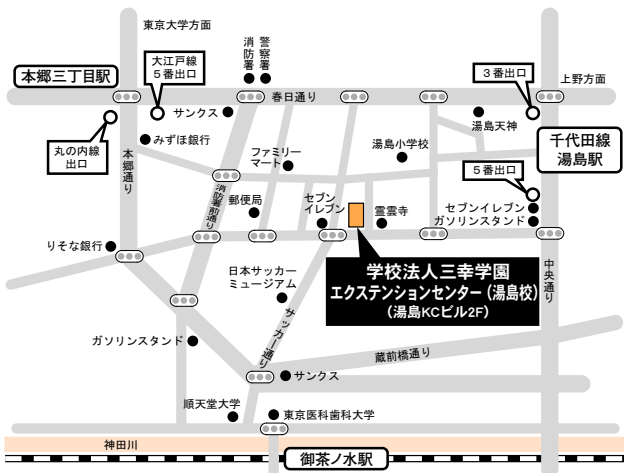 東京大学方面
本郷三丁目駅
大江戸線
5番出口
消防署
警察署
春日通り
3番出口
上野方面
サンクス
湯島天神
丸の内線
出口
みずほ銀行
本郷通り
ファミリー
マート
湯島小学校
千代田線
湯島駅
5番出口
消防署前通り
郵便局
セブン
イレブン
霊雲寺
セブンイレブン
ガソリンスタンド
りそな銀行
学校法人三幸学園
エクステンションセンター（湯島校）
（湯島KCビル2F）
中央通り
日本サッカー
ミュージアム
サッカー通り
ガソリンスタンド
蔵前橋通り
サンクス
順天堂大学
東京医科歯科大学
神田川
御茶ノ水駅